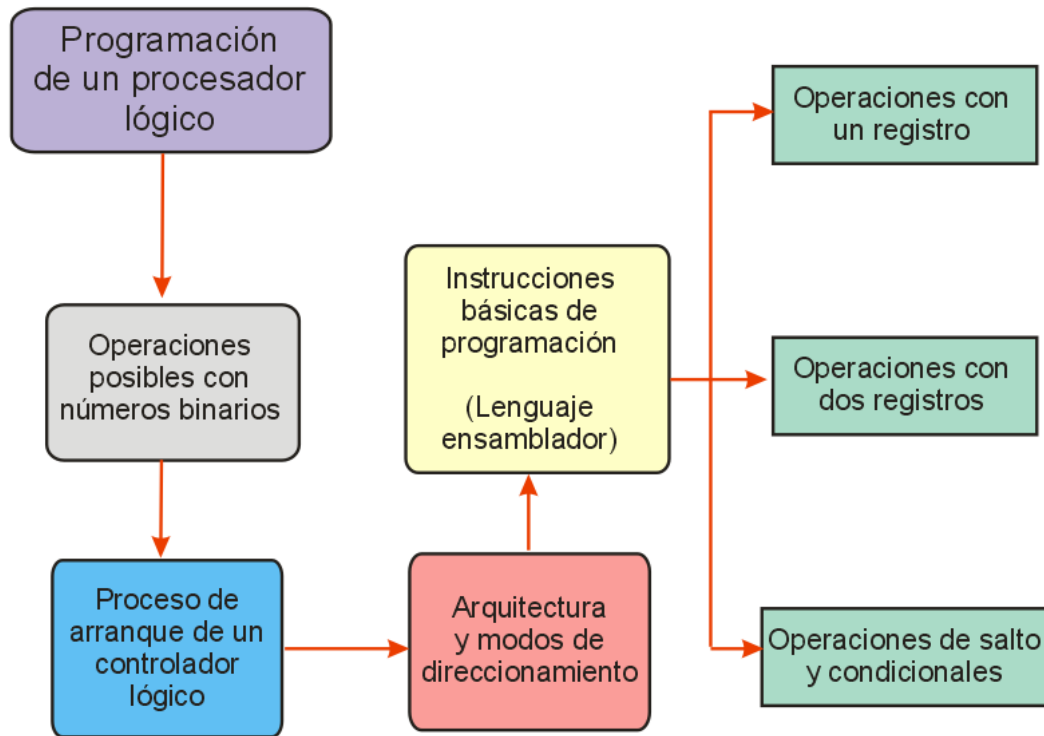 Programación
de un procesador
lógico
Operaciones
posibles con
números binarios
Proceso de
arranque de un
controlador
lógico
Arquitectura
y modos de
direccionamiento
Instrucciones
básicas de
programación
(Lenguaje
ensamblador)
Operaciones con
un registro
Operaciones con
dos registros
Operaciones de salto
y condicionales